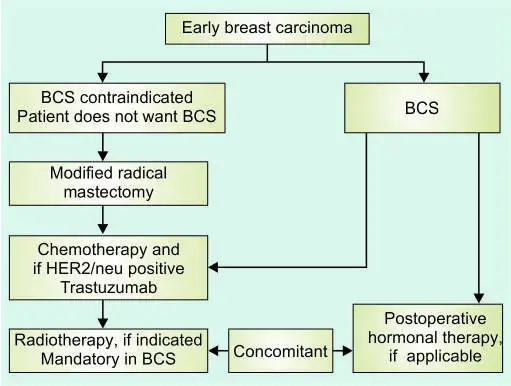 Early breast carcinoma
BCS contraindicated
Patient does not want BCS
BCS
Modified radical
mastectomy
Chemotherapy and
if HER2/neu positive
Trastuzumab
Radiotherapy, if indicated
Mandatory in BCS
Concomitant
Postoperative
hormonal therapy,
if applicable